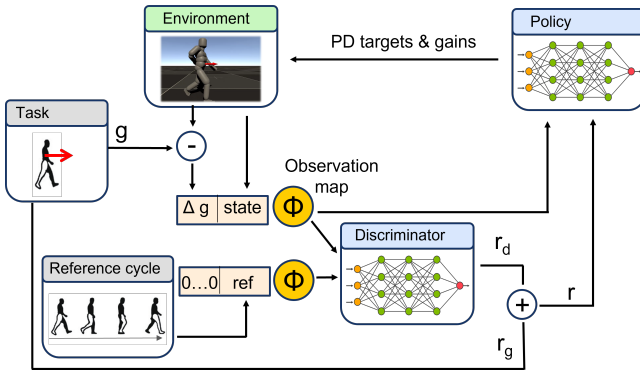 Environment
Policy
PD targets & gains
Task
g
-
Observation
map
Δ g state
Φ
Discriminator
r_d
Reference cycle
0...0 ref
Φ
+
r
r_g